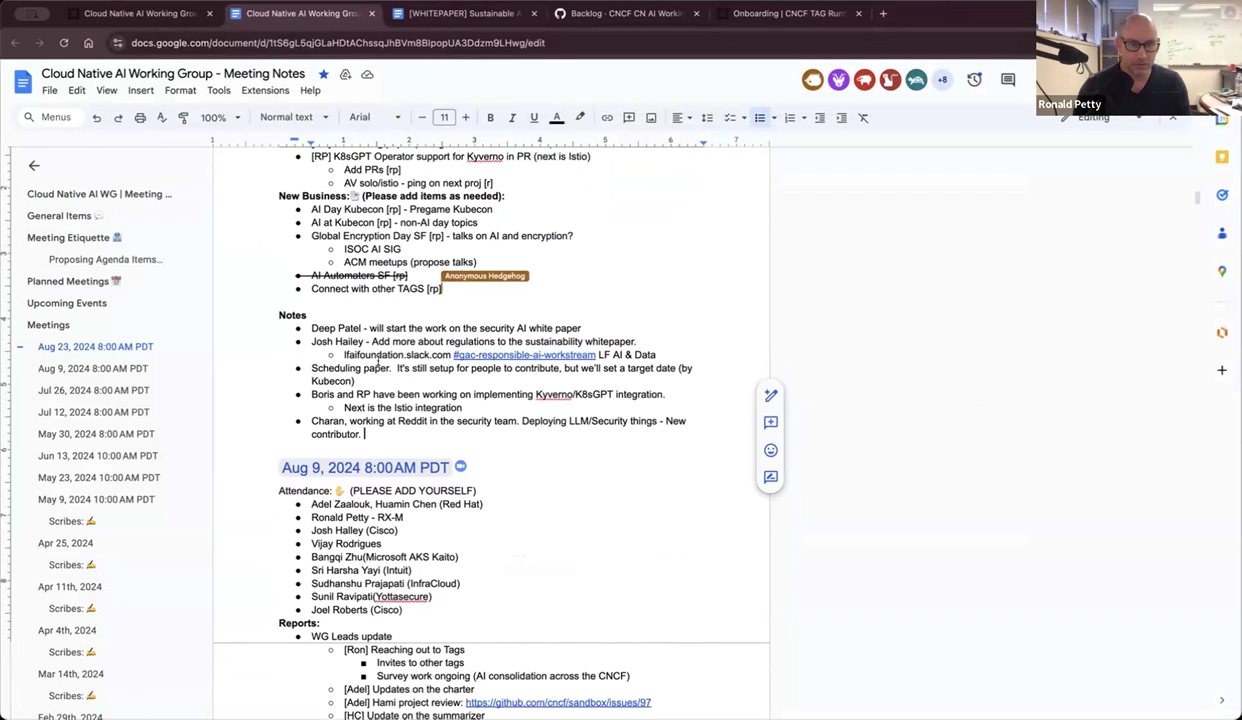 Cloud Native AI Working Gro
Cloud Native AI Working Gro
[WHITEPAPER] Sustainable A
Backlog · CNCF CN AI Workin
Onboarding | CNCF TAG Runt
docs.google.com/document/d/1tS6gL5qjGLaHDtAChssqJhBVm8BlpopUA3Ddzm9LHwg/edit
Cloud Native AI Working Group - Meeting Notes
+8
File Edit View Insert Format Tools Extensions Help
Menus 100% Normal text Arial 11 B I U A Editing
Ronald Petty
1 1 2 3 4 5 6 7
Cloud Native AI WG | Meeting ...
General Items
Meeting Etiquette
Proposing Agenda Items...
Planned Meetings
Upcoming Events
Meetings
Aug 23, 2024 8:00 AM PDT
Aug 9, 2024 8:00 AM PDT
Jul 26, 2024 8:00 AM PDT
Jul 12, 2024 8:00 AM PDT
May 30, 2024 8:00 AM PDT
Jun 13, 2024 10:00 AM PDT
May 23, 2024 10:00 AM PDT
May 9, 2024 10:00 AM PDT
Scribes: ✍
Apr 25, 2024
Scribes: ✍
Apr 11th, 2024
Scribes: ✍
Apr 4th, 2024
Scribes: ✍
Mar 14th, 2024
Scribes: ✍
Feb 29th, 2024
● [RP] K8sGPT Operator support for Kyverno in PR (next is Istio)
○ Add PRs [rp]
○ AV solo/istio - ping on next proj [r]
New Business: (Please add items as needed):
● AI Day Kubecon [rp] - Pregame Kubecon
● AI at Kubecon [rp] - non-AI day topics
● Global Encryption Day SF [rp] - talks on AI and encryption?
○ ISOC AI SIG
○ ACM meetups (propose talks)
● AI Automaters SF [rp]
Anonymous Hedgehog
● Connect with other TAGS [rp]
Notes
● Deep Patel - will start the work on the security AI white paper
● Josh Hailey - Add more about regulations to the sustainability whitepaper.
○ lfaifoundation.slack.com #gac-responsible-ai-workstream LF AI & Data
● Scheduling paper. It's still setup for people to contribute, but we'll set a target date (by
Kubecon)
● Boris and RP have been working on implementing Kyverno/K8sGPT integration.
○ Next is the Istio integration
● Charan, working at Reddit in the security team. Deploying LLM/Security things - New
contributor.
Aug 9, 2024 8:00AM PDT
Attendance: ✋ (PLEASE ADD YOURSELF)
● Adel Zaalouk, Huamin Chen (Red Hat)
● Ronald Petty - RX-M
● Josh Halley (Cisco)
● Vijay Rodrigues
● Bangqi Zhu(Microsoft AKS Kaito)
● Sri Harsha Yayi (Intuit)
● Sudhanshu Prajapati (InfraCloud)
● Sunil Ravipati(Yottasecure)
● Joel Roberts (Cisco)
Reports:
● WG Leads update
○ [Ron] Reaching out to Tags
■ Invites to other tags
■ Survey work ongoing (AI consolidation across the CNCF)
○ [Adel] Updates on the charter
○ [Adel] Hami project review: https://github.com/cncf/sandbox/issues/97
○ [HC] Update on the summarizer